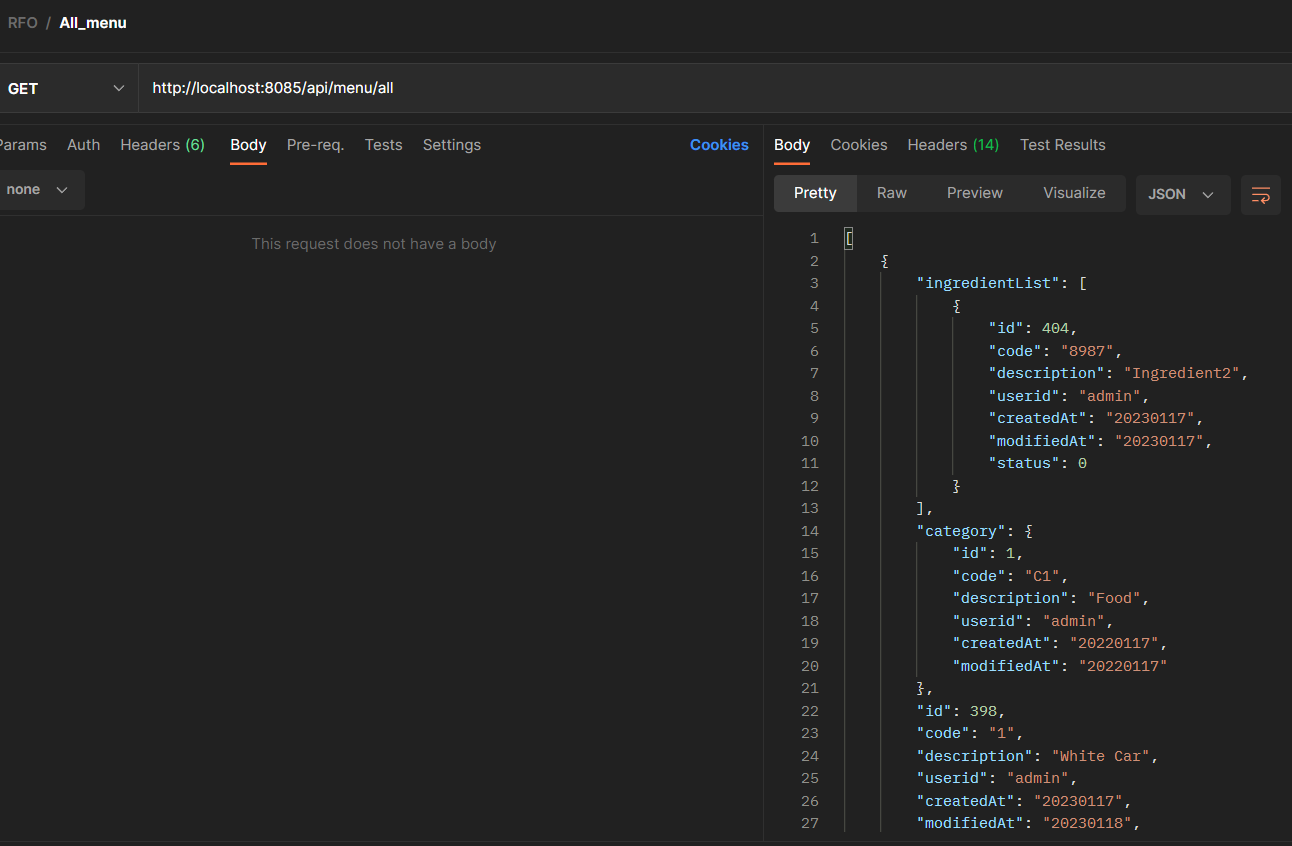 RFO / All_menu
GET http://localhost:8085/api/menu/all
Params Auth Headers (6) Body Pre-req. Tests Settings Cookies
none
This request does not have a body
Body Cookies Headers (14) Test Results
Pretty Raw Preview Visualize JSON
1 [
2 {
3 "ingredientList": [
4 {
5 "id": 404,
6 "code": "8987",
7 "description": "Ingredient2",
8 "userid": "admin",
9 "createdAt": "20230117",
10 "modifiedAt": "20230117",
11 "status": 0
12 }
13 ],
14 "category": {
15 "id": 1,
16 "code": "C1",
17 "description": "Food",
18 "userid": "admin",
19 "createdAt": "20220117",
20 "modifiedAt": "20220117"
21 },
22 "id": 398,
23 "code": "1",
24 "description": "White Car",
25 "userid": "admin",
26 "createdAt": "20230117",
27 "modifiedAt": "20230118",